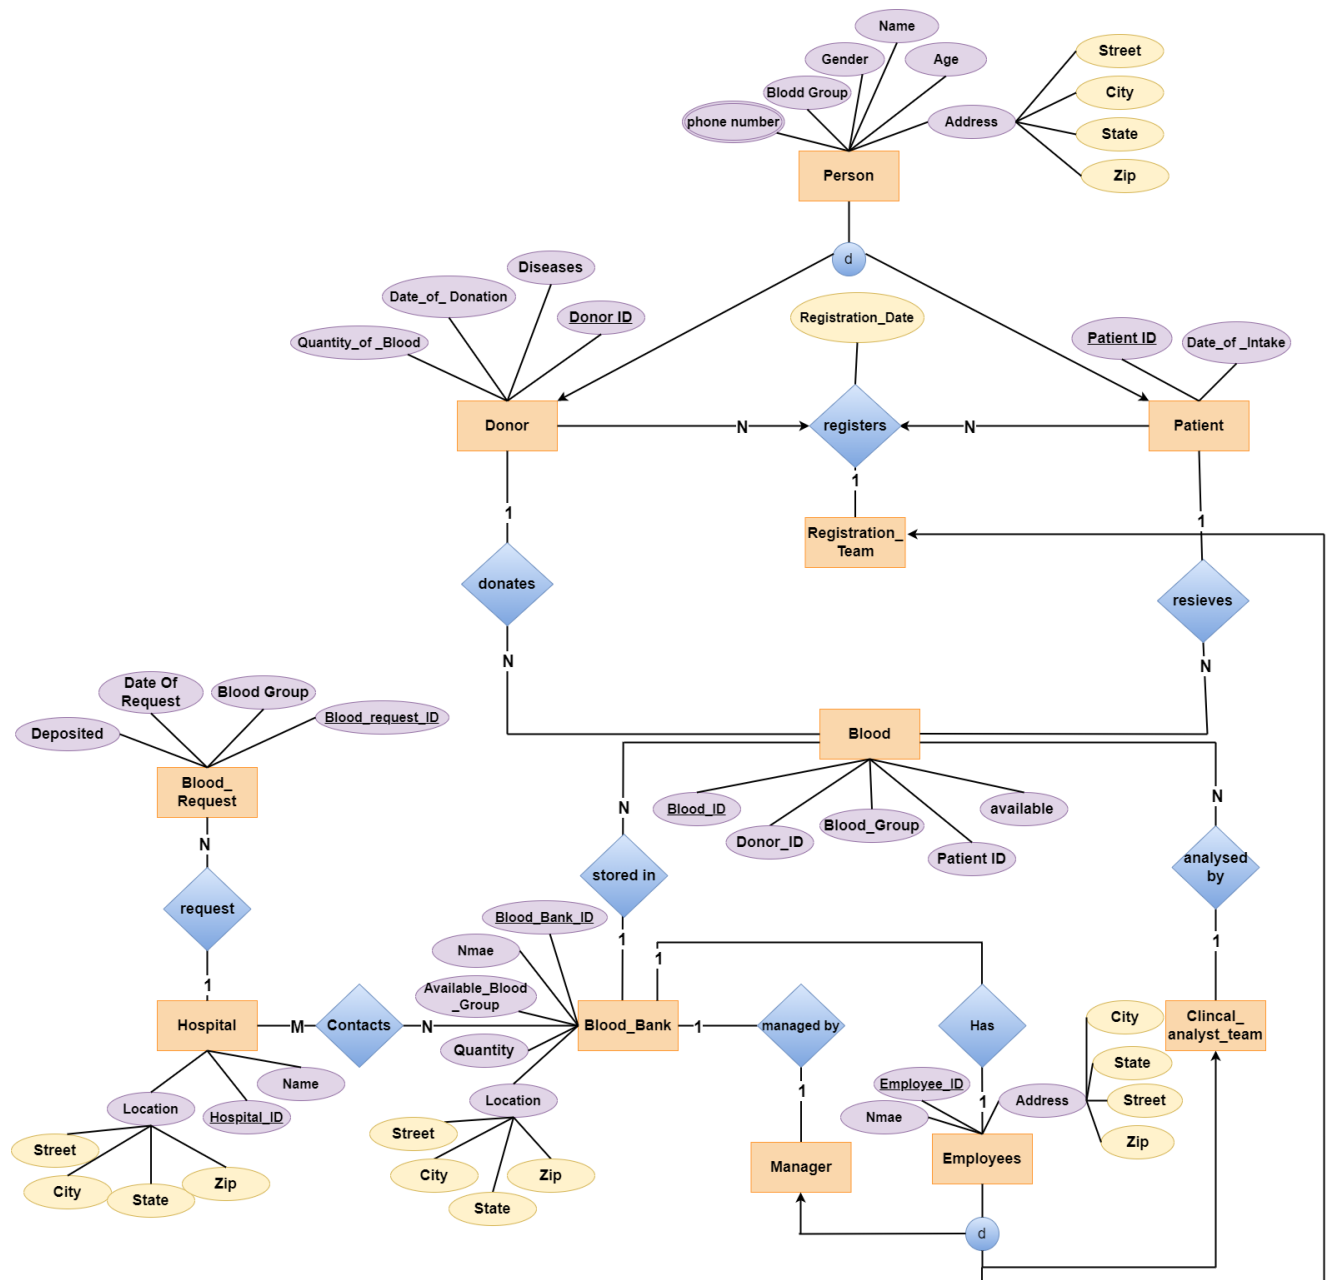 Name
Gender
Age
Street
Blodd Group
City
phone number
Address
State
Person
Zip
d
Diseases
Date_of_ Donation
Donor ID
Registration_Date
Quantity_of _Blood
Patient ID
Date_of _Intake
Donor
N
registers
N
Patient
1
1
Registration_
Team
1
donates
resieves
N
N
Date Of
Request
Blood Group
Blood_request_ID
Deposited
Blood
Blood_
Request
N
Blood_ID
available
N
Donor_ID
Blood_Group
Patient ID
N
stored in
analysed
by
request
Blood_Bank_ID
1
1
1
Nmae
1
Available_Blood
_Group
Hospital
M
Contacts
N
Blood_Bank
1
managed by
Has
City
Clincal_
analyst_team
Quantity
Name
State
Employee_ID
1
1
Address
Street
Nmae
Location
Hospital_ID
Location
Street
Zip
Street
City
State
Zip
City
Zip
State
Manager
Employees
d